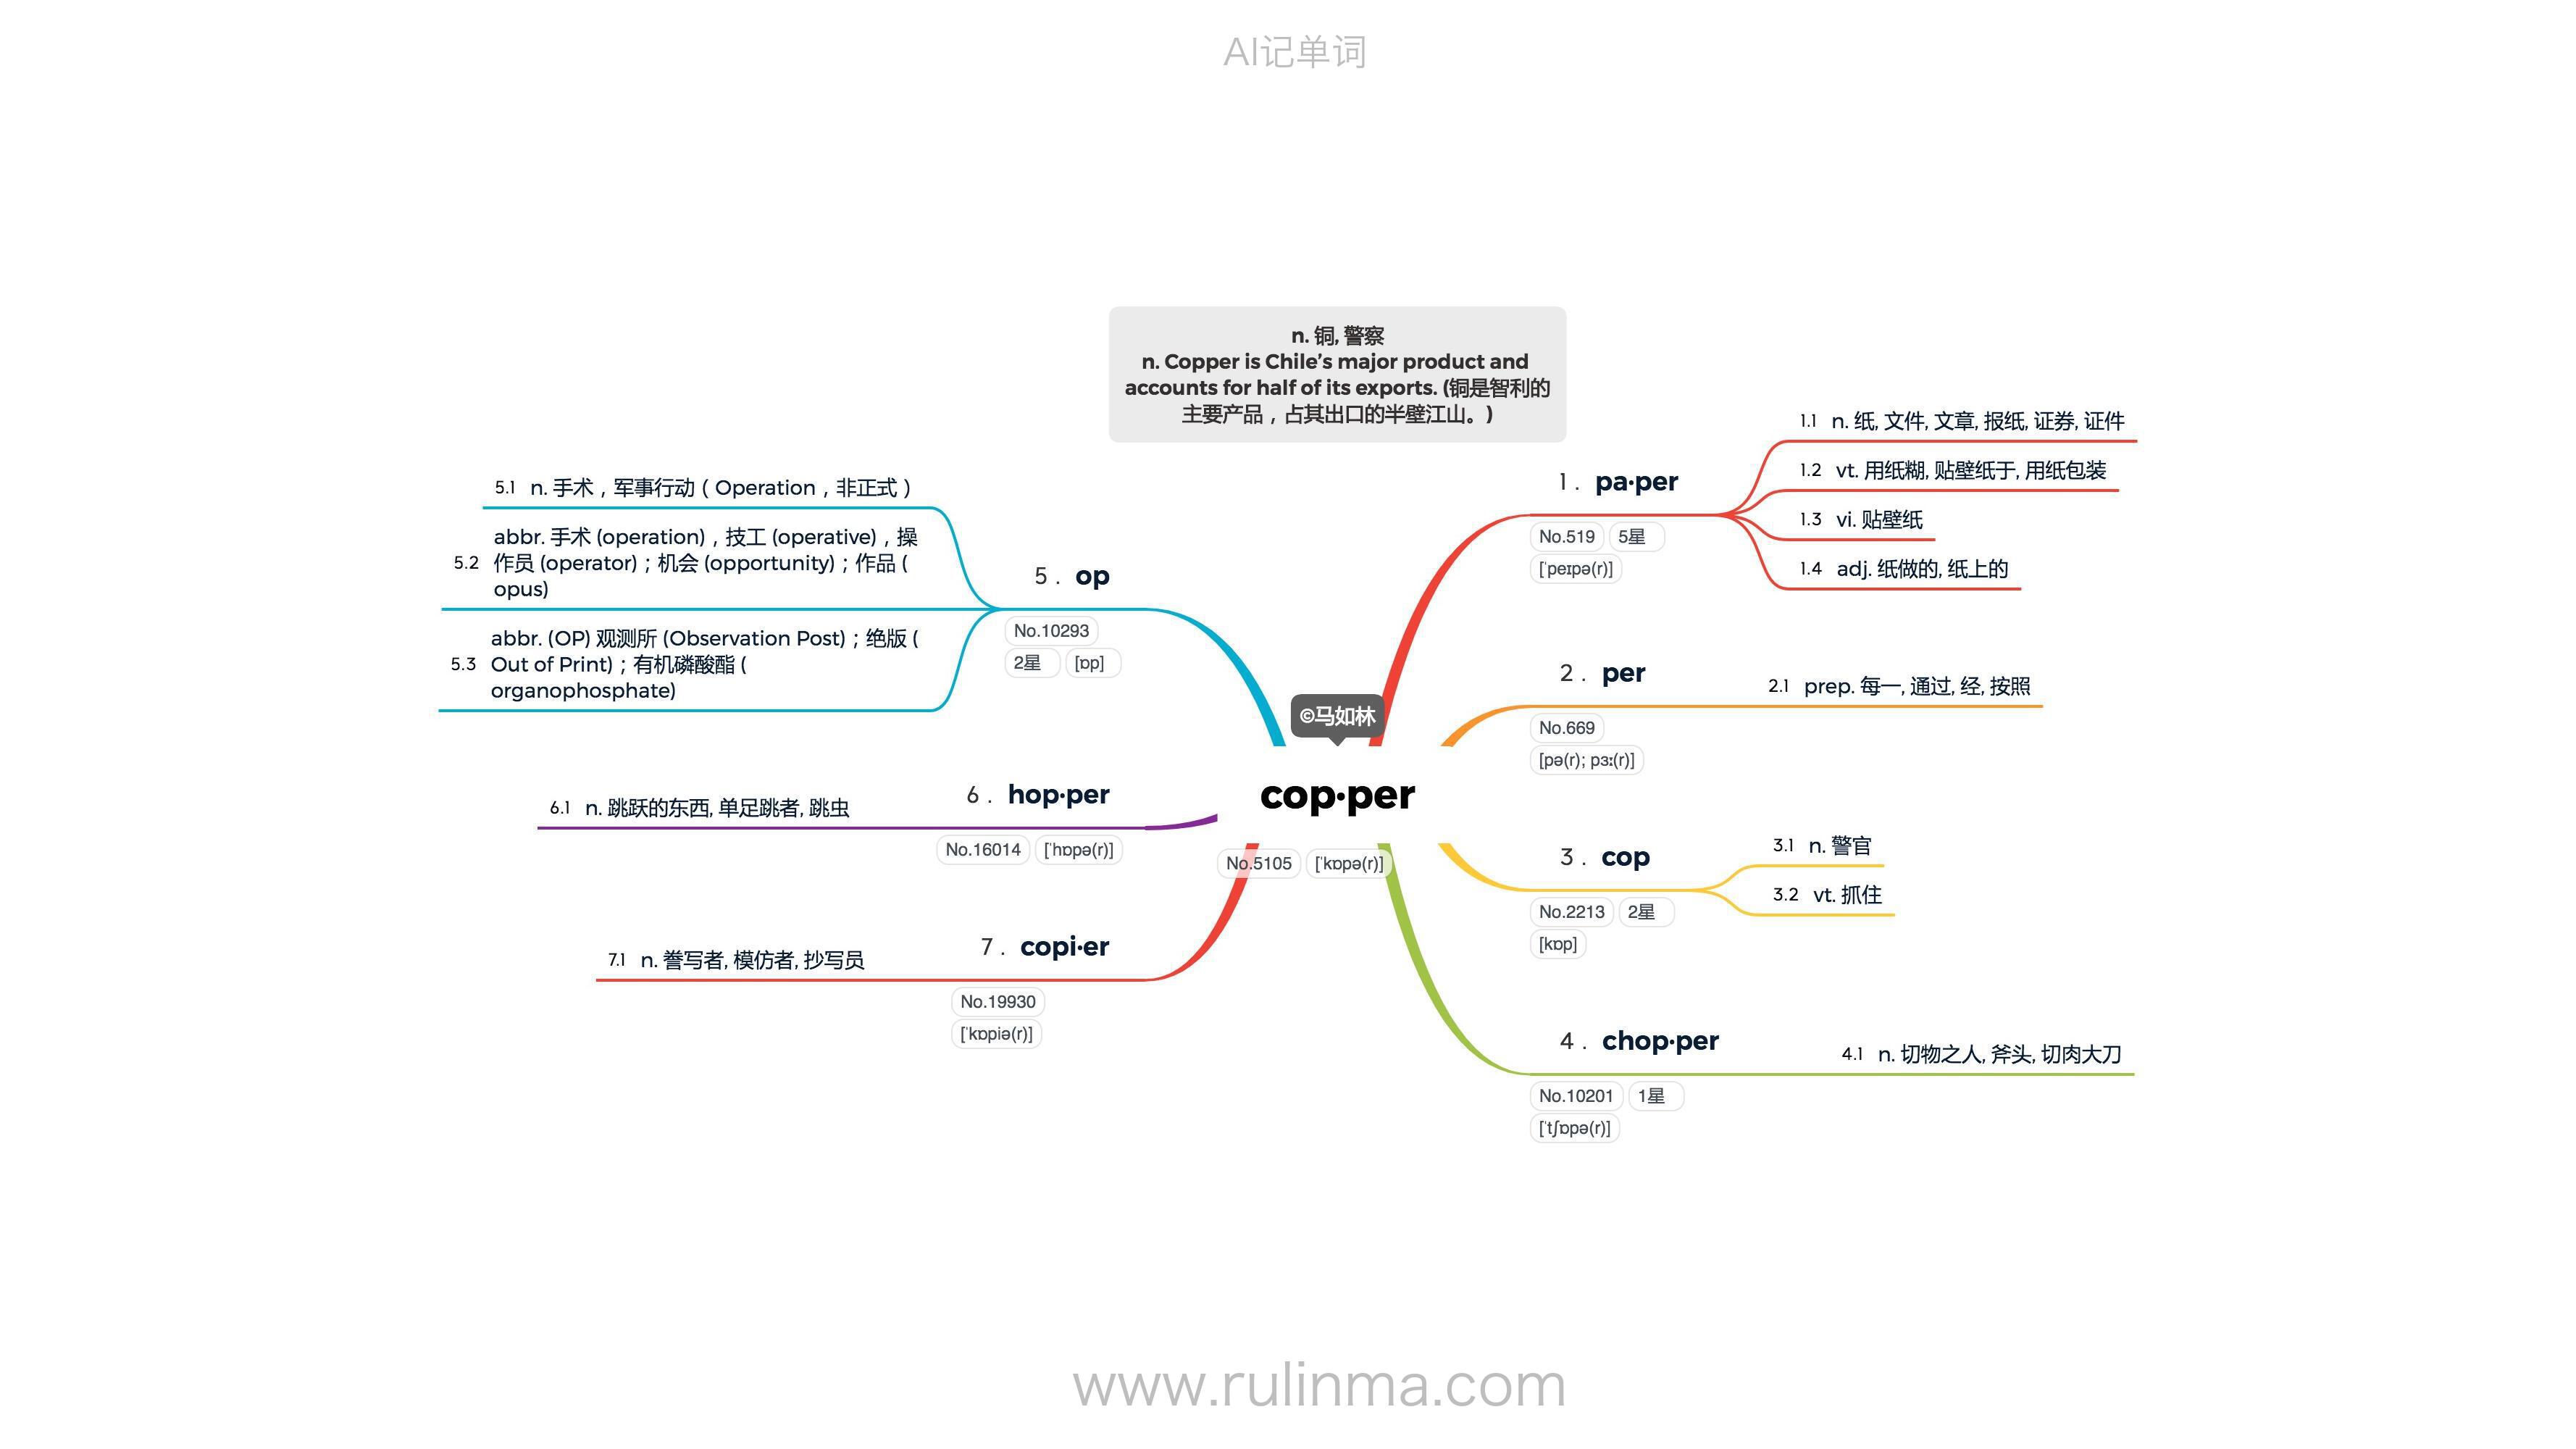 AI记单词
n. 铜, 警察
n. Copper is Chile’s major product and
accounts for half of its exports. (铜是智利的
主要产品，占其出口的半壁江山。)
©马如林
cop·per
No.5105 [ˈkɒpə(r)]
1. pa·per
No.519 5星
[ˈpeɪpə(r)]
1.1 n. 纸, 文件, 文章, 报纸, 证券, 证件
1.2 vt. 用纸糊, 贴壁纸于, 用纸包装
1.3 vi. 贴壁纸
1.4 adj. 纸做的, 纸上的
2. per
No.669
[pə(r); pɜː(r)]
2.1 prep. 每一, 通过, 经, 按照
3. cop
No.2213 2星
[kɒp]
3.1 n. 警官
3.2 vt. 抓住
4. chop·per
No.10201 1星
[ˈtʃɒpə(r)]
4.1 n. 切物之人, 斧头, 切肉大刀
5. op
No.10293
2星 [ɒp]
5.1 n. 手术，军事行动（Operation，非正式）
5.2 abbr. 手术 (operation)，技工 (operative)，操
作员 (operator)；机会 (opportunity)；作品 (
opus)
5.3 abbr. (OP) 观测所 (Observation Post)；绝版 (
Out of Print)；有机磷酸酯 (
organophosphate)
6. hop·per
No.16014 [ˈhɒpə(r)]
6.1 n. 跳跃的东西, 单足跳者, 跳虫
7. copi·er
No.19930
[ˈkɒpiə(r)]
7.1 n. 誊写者, 模仿者, 抄写员
www.rulinma.com